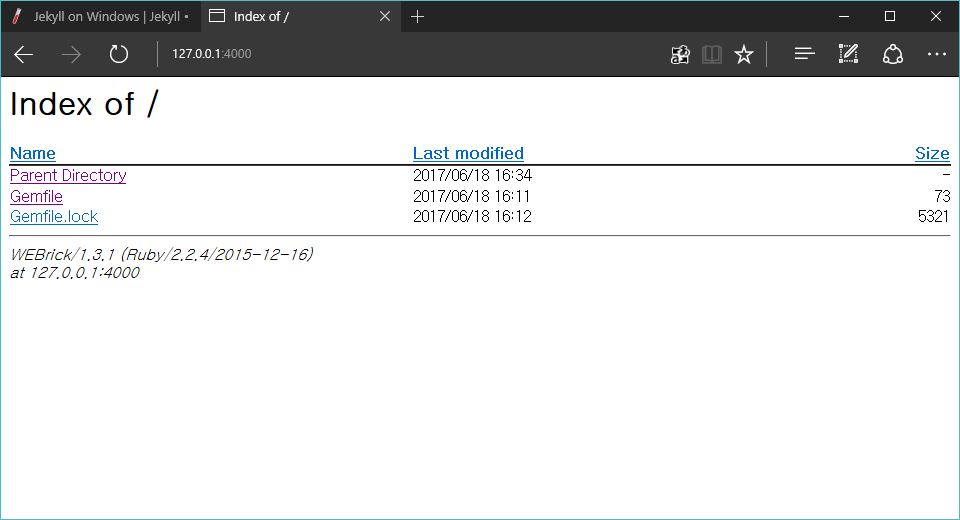 Jekyll on Windows | Jekyll •
Index of /
127.0.0.1:4000
Index of /
Name Last modified Size
Parent Directory 2017/06/18 16:34 -
Gemfile 2017/06/18 16:11 73
Gemfile.lock 2017/06/18 16:12 5321
WEBrick/1.3.1 (Ruby/2.2.4/2015-12-16)
at 127.0.0.1:4000